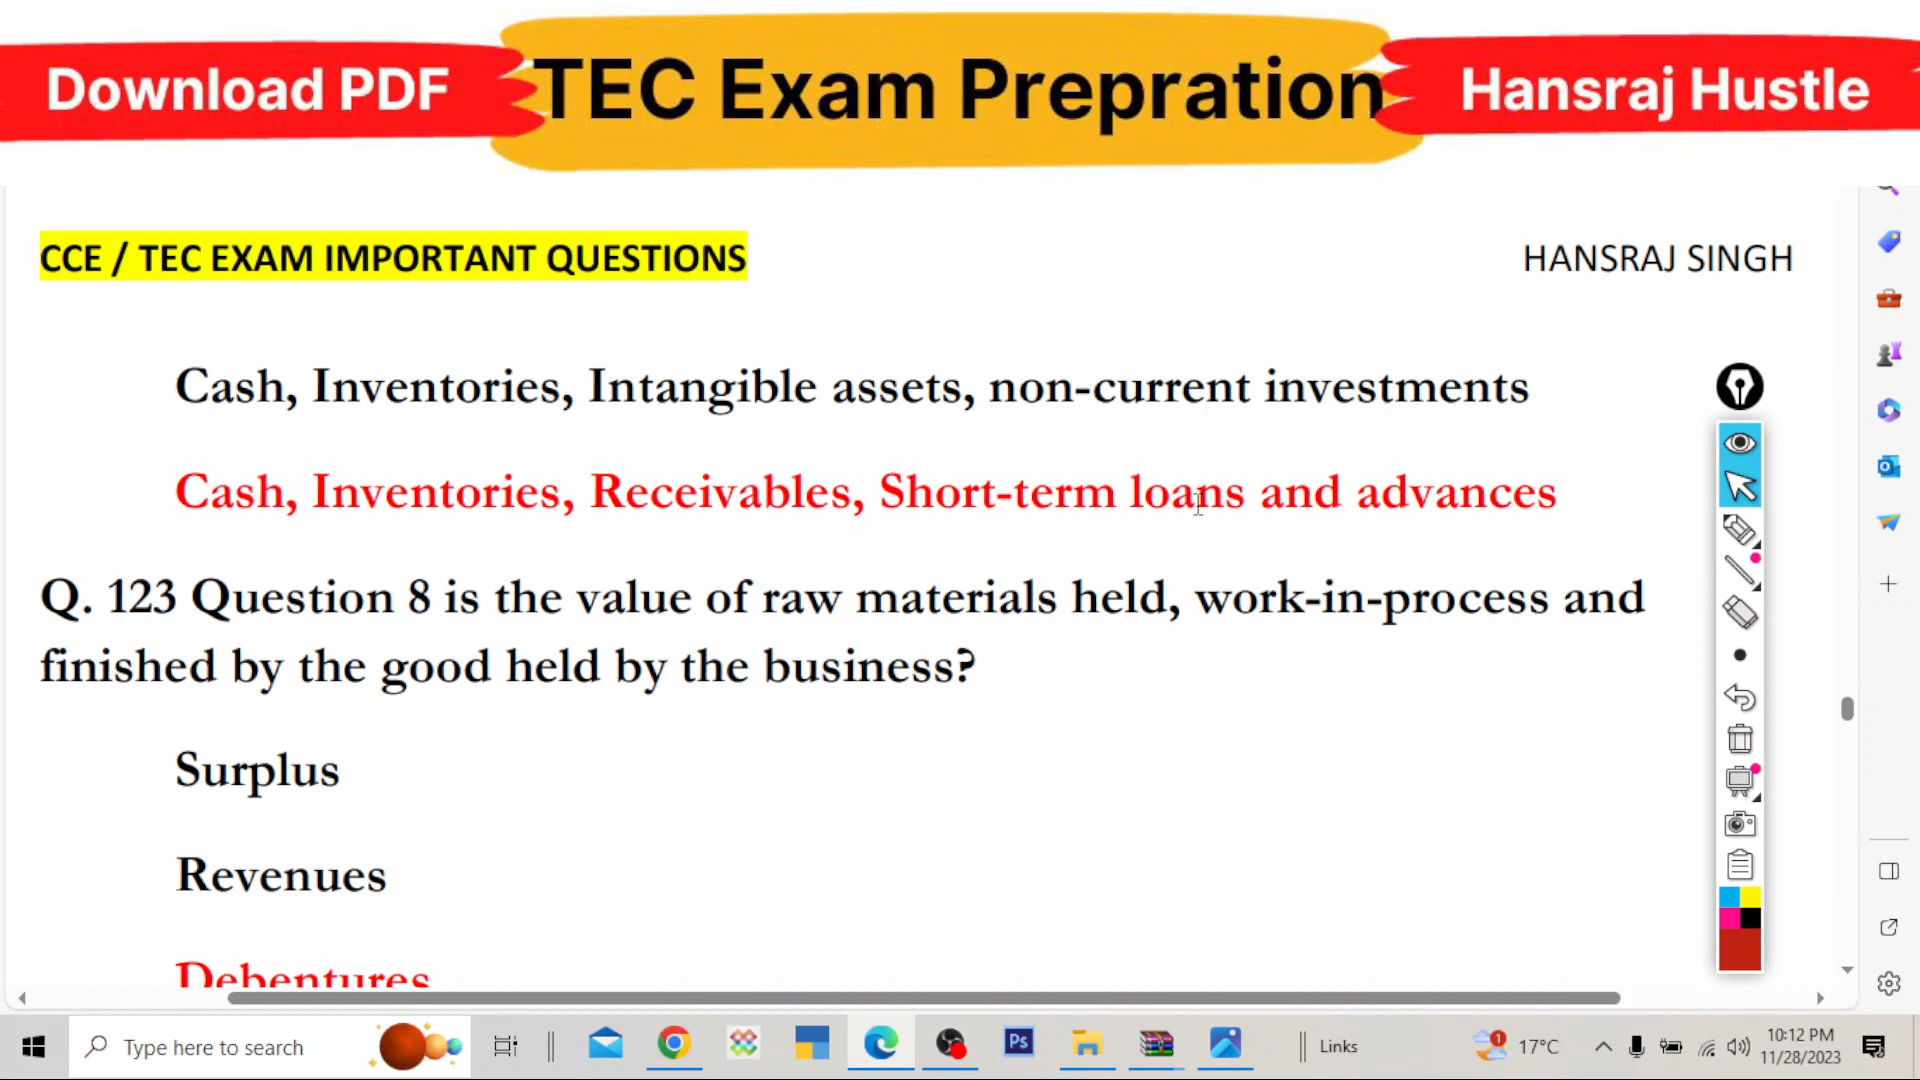 Download PDF
TEC Exam Prepration
Hansraj Hustle
CCE / TEC EXAM IMPORTANT QUESTIONS
HANSRAJ SINGH
Cash, Inventories, Intangible assets, non-current investments
Cash, Inventories, Receivables, Short-term loans and advances
Q. 123 Question 8 is the value of raw materials held, work-in-process and
finished by the good held by the business?
Surplus
Revenues
Debentures
Type here to search
Ps
Links
1
17°C
10:12 PM
11/28/2023